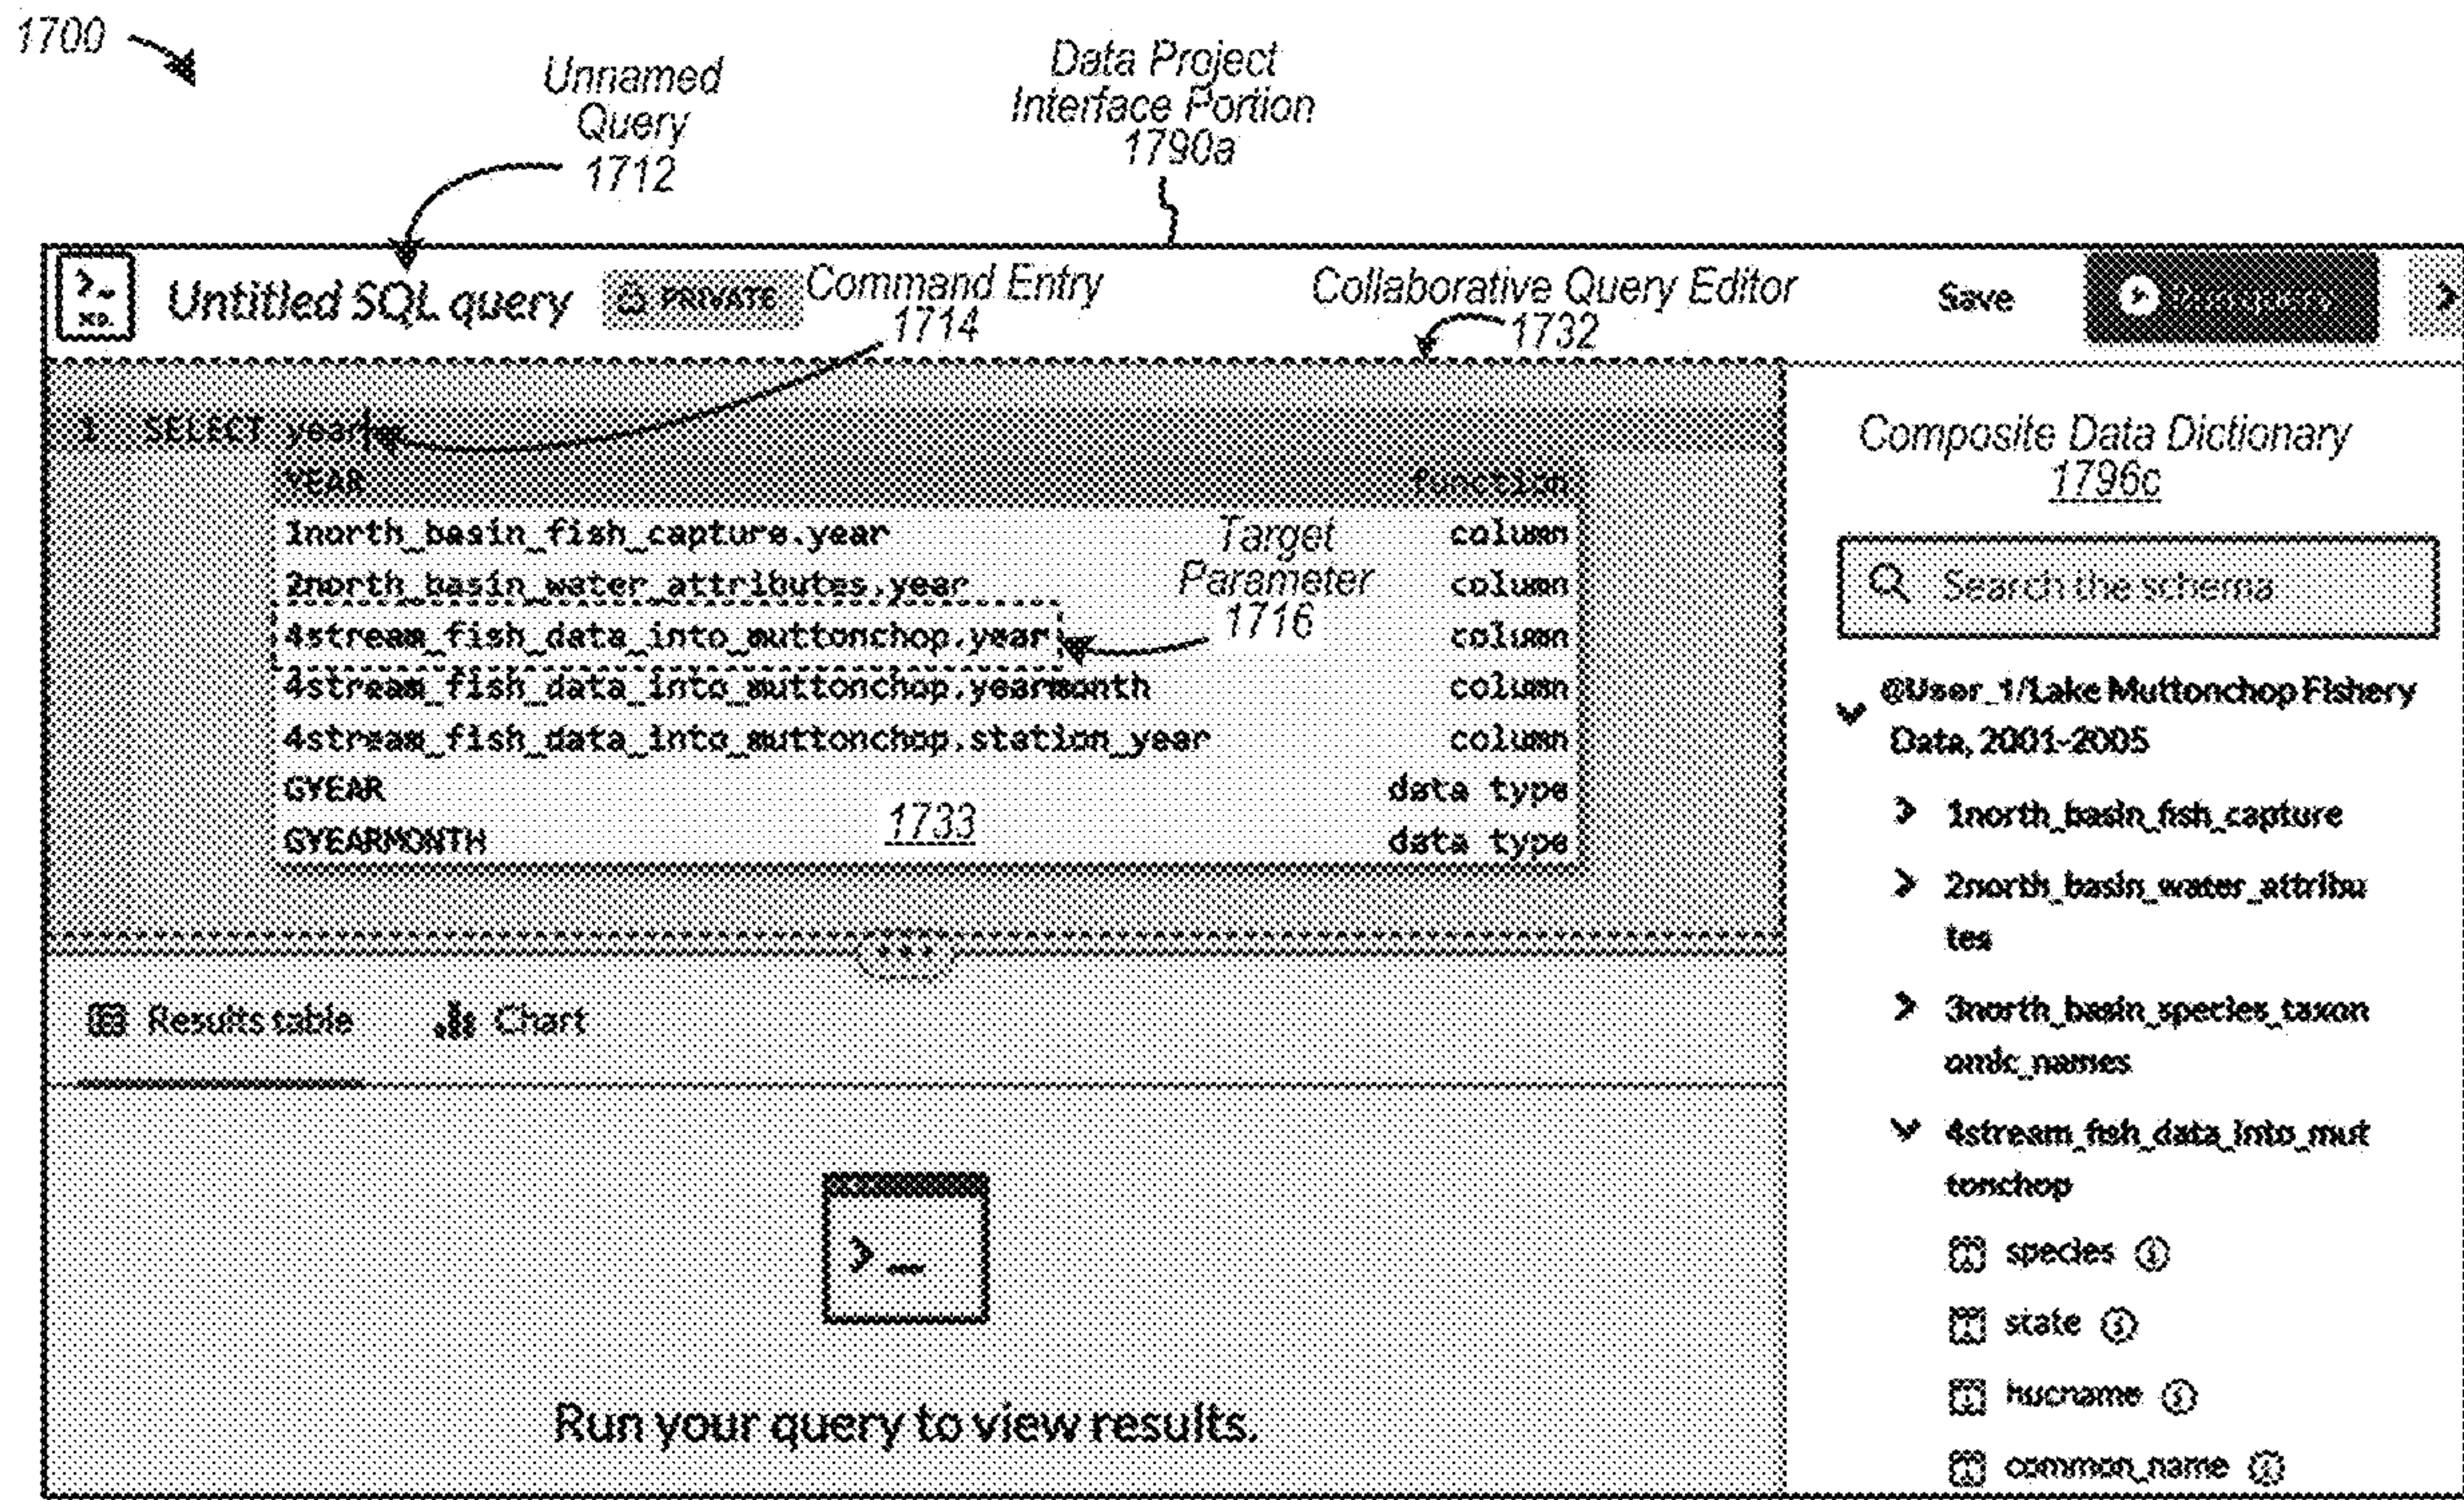 1700
Unnamed
Query
1712
Data Project
Interface Portion
1790a
Untitled SQL query
PRIVATE
Command Entry
1714
Collaborative Query Editor
1732
Save
1 SELECT year
YEAR function
1north_basin_fish_capture.year column
2north_basin_water_attributes.year column
4stream_fish_data_into_muttonchop.year column
4stream_fish_data_into_muttonchop.yearmonth column
4stream_fish_data_into_muttonchop.station_year column
GYEAR data type
GYEARMONTH data type
Target
Parameter
1716
1733
Composite Data Dictionary
1796c
Search the schema
@User_1/Lake Muttonchop Fishery
Data, 2001-2005
1north_basin_fish_capture
2north_basin_water_attribu
tes
3north_basin_species_taxon
omic_names
4stream_fish_data_into_mut
tonchop
species
state
hucname
common_name
Results table
Chart
Run your query to view results.